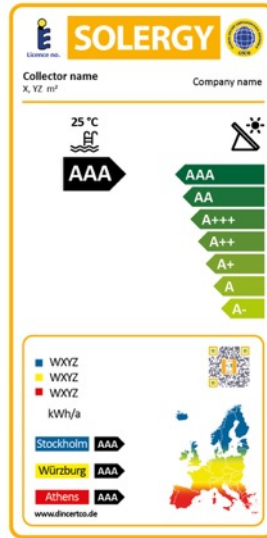 Licence no.
SOLERGY
Collector name
X, YZ m²
Company name
25 °C
AAA
AAA
AA
A+++
A++
A+
A
A-
WXYZ
WXYZ
WXYZ
kWh/a
Stockholm AAA
Würzburg AAA
Athens AAA
www.dincertco.de